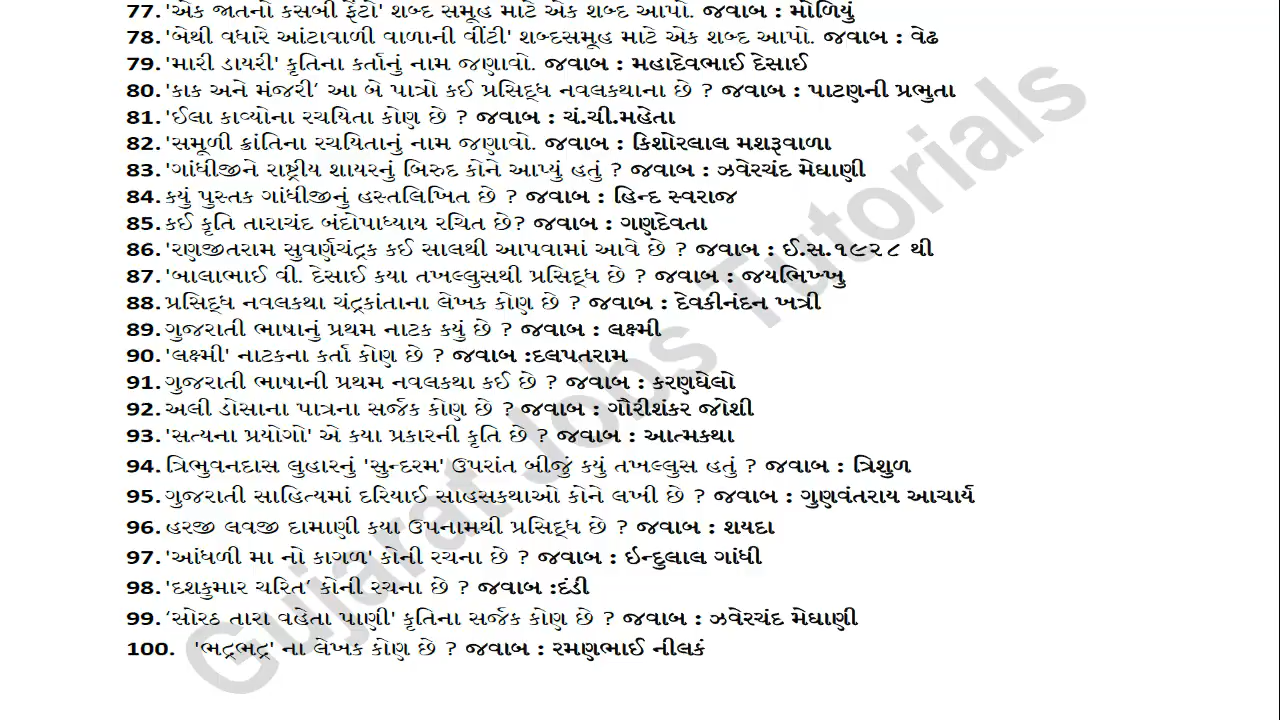 77. 'એક જાતનો કસબી ફેંટો' શબ્દ સમૂહ માટે એક શબ્દ આપો. જવાબ : મોળિયું
78. 'બેથી વધારે આંટાવાળી વાળાની વીંટી' શબ્દસમૂહ માટે એક શબ્દ આપો. જવાબ : વેઢ
79. 'મારી ડાયરી' કૃતિના કર્તાનું નામ જણાવો. જવાબ : મહાદેવભાઈ દેસાઈ
80. 'કાક અને મંજરી’ આ બે પાત્રો કઈ પ્રસિદ્ધ નવલકથાના છે ? જવાબ : પાટણની પ્રભુતા
81. 'ઈલા કાવ્યોના રચયિતા કોણ છે ? જવાબ : ચં.ચી.મહેતા
82. 'સમૂળી ક્રાંતિના રચયિતાનું નામ જણાવો. જવાબ : કિશોરલાલ મશરૂવાળા
83. 'ગાંધીજીને રાષ્ટ્રીય શાયરનું બિરુદ કોને આપ્યું હતું ? જવાબ : ઝવેરચંદ મેઘાણી
84. કયું પુસ્તક ગાંધીજીનું હસ્તલિખિત છે ? જવાબ : હિન્દ સ્વરાજ
85. કઈ કૃતિ તારાચંદ બંદોપાધ્યાય રચિત છે? જવાબ : ગણદેવતા
86. 'રણજીતરામ સુવર્ણચંદ્રક કઈ સાલથી આપવામાં આવે છે ? જવાબ : ઈ.સ.૧૯૨૮ થી
87. 'બાલાભાઈ વી. દેસાઈ કયા તખલ્લુસથી પ્રસિદ્ધ છે ? જવાબ : જયભિખ્ખુ
88. પ્રસિદ્ધ નવલકથા ચંદ્રકાંતાના લેખક કોણ છે ? જવાબ : દેવકીનંદન ખત્રી
89. ગુજરાતી ભાષાનું પ્રથમ નાટક કયું છે ? જવાબ : લક્ષ્મી
90. 'લક્ષ્મી' નાટકના કર્તા કોણ છે ? જવાબ :દલપતરામ
91. ગુજરાતી ભાષાની પ્રથમ નવલકથા કઈ છે ? જવાબ : કરણઘેલો
92. અલી ડોસાના પાત્રના સર્જક કોણ છે ? જવાબ : ગૌરીશંકર જોશી
93. 'સત્યના પ્રયોગો' એ કયા પ્રકારની કૃતિ છે ? જવાબ : આત્મકથા
94. ત્રિભુવનદાસ લુહારનું 'સુન્દરમ' ઉપરાંત બીજું કયું તખલ્લુસ હતું ? જવાબ : ત્રિશુળ
95. ગુજરાતી સાહિત્યમાં દરિયાઈ સાહસકથાઓ કોને લખી છે ? જવાબ : ગુણવંતરાય આચાર્ય
96. હરજી લવજી દામાણી કયા ઉપનામથી પ્રસિદ્ધ છે ? જવાબ : શયદા
97. 'આંધળી મા નો કાગળ' કોની રચના છે ? જવાબ : ઇન્દુલાલ ગાંધી
98. 'દશકુમાર ચરિત’ કોની રચના છે ? જવાબ :દંડી
99. ‘સોરઠ તારા વહેતા પાણી' કૃતિના સર્જક કોણ છે ? જવાબ : ઝવેરચંદ મેઘાણી
100. 'ભટ્રભટ્ર' ના લેખક કોણ છે ? જવાબ : રમણભાઈ નીલકં
Gujarat Jobs Tutorials